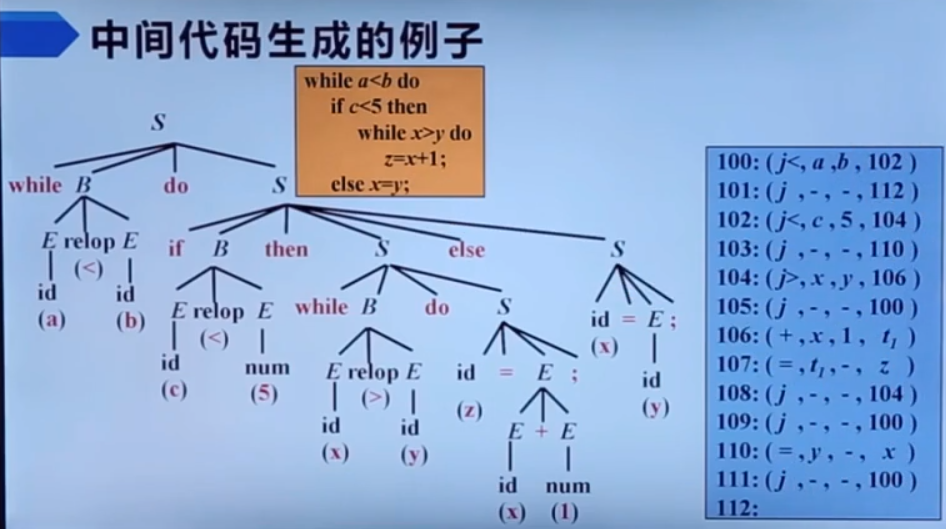 中间代码生成的例子
while a<b do
if c<5 then
while x>y do
z=x+1;
else x=y;
S
while B do S
E relop E if B then S else S
(<)
id id
(a) (b)
E relop E while B do S id = E ;
(<) (x)
id num id
(c) (5) (y)
E relop E id = E ;
(>) (z)
id id E + E
(x) (y)
id num
(x) (1)
100: ( j<, a ,b , 102 )
101: ( j , - , - , 112 )
102: ( j<, c , 5 , 104 )
103: ( j , - , - , 110 )
104: ( j>, x , y , 106 )
105: ( j , - , - , 100 )
106: ( + , x , 1 , t₁ )
107: ( = , t₁ , - , z )
108: ( j , - , - , 104 )
109: ( j , - , - , 100 )
110: ( = , y , - , x )
111: ( j , - , - , 100 )
112: